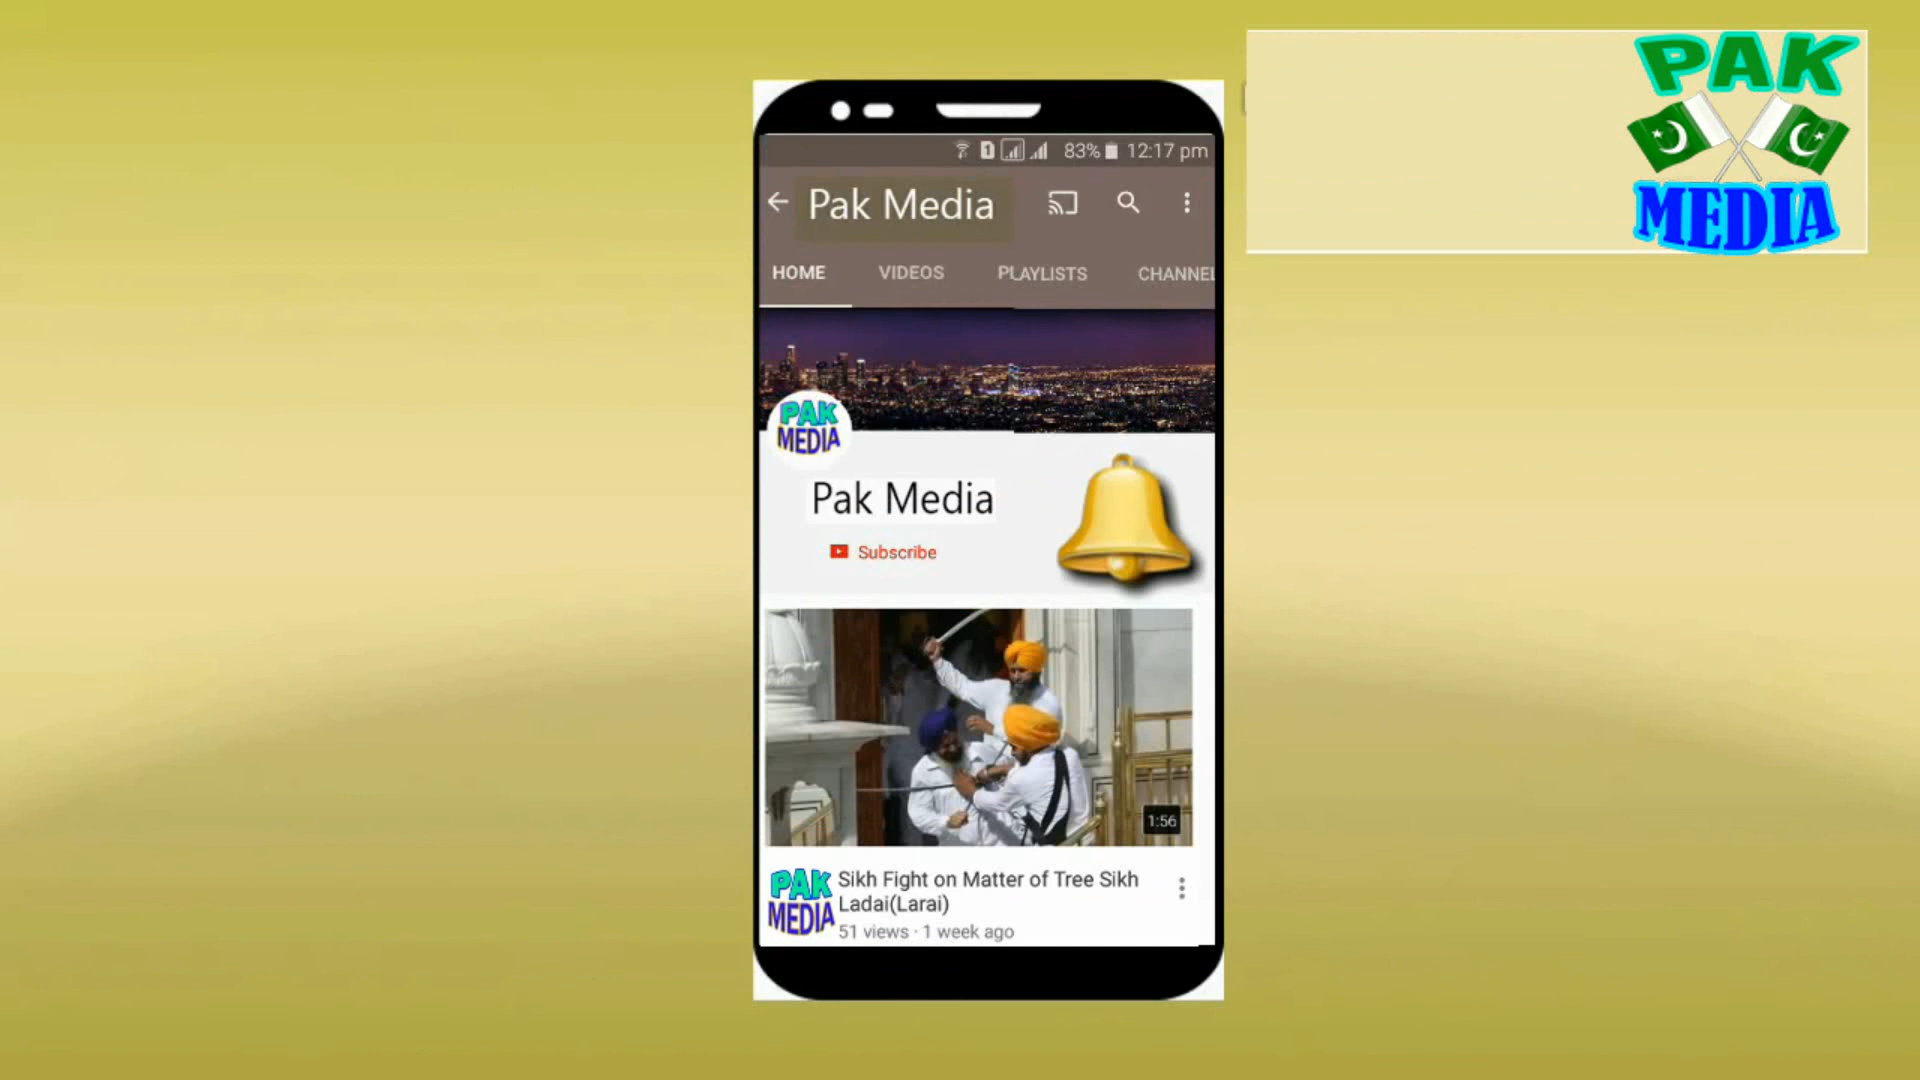 PAK
MEDIA
1 83% 12:17 pm
Pak Media
HOME VIDEOS PLAYLISTS CHANNEL
PAK
MEDIA
Pak Media
Subscribe
1:56
PAK
MEDIA
Sikh Fight on Matter of Tree Sikh
Ladai(Larai)
51 views · 1 week ago